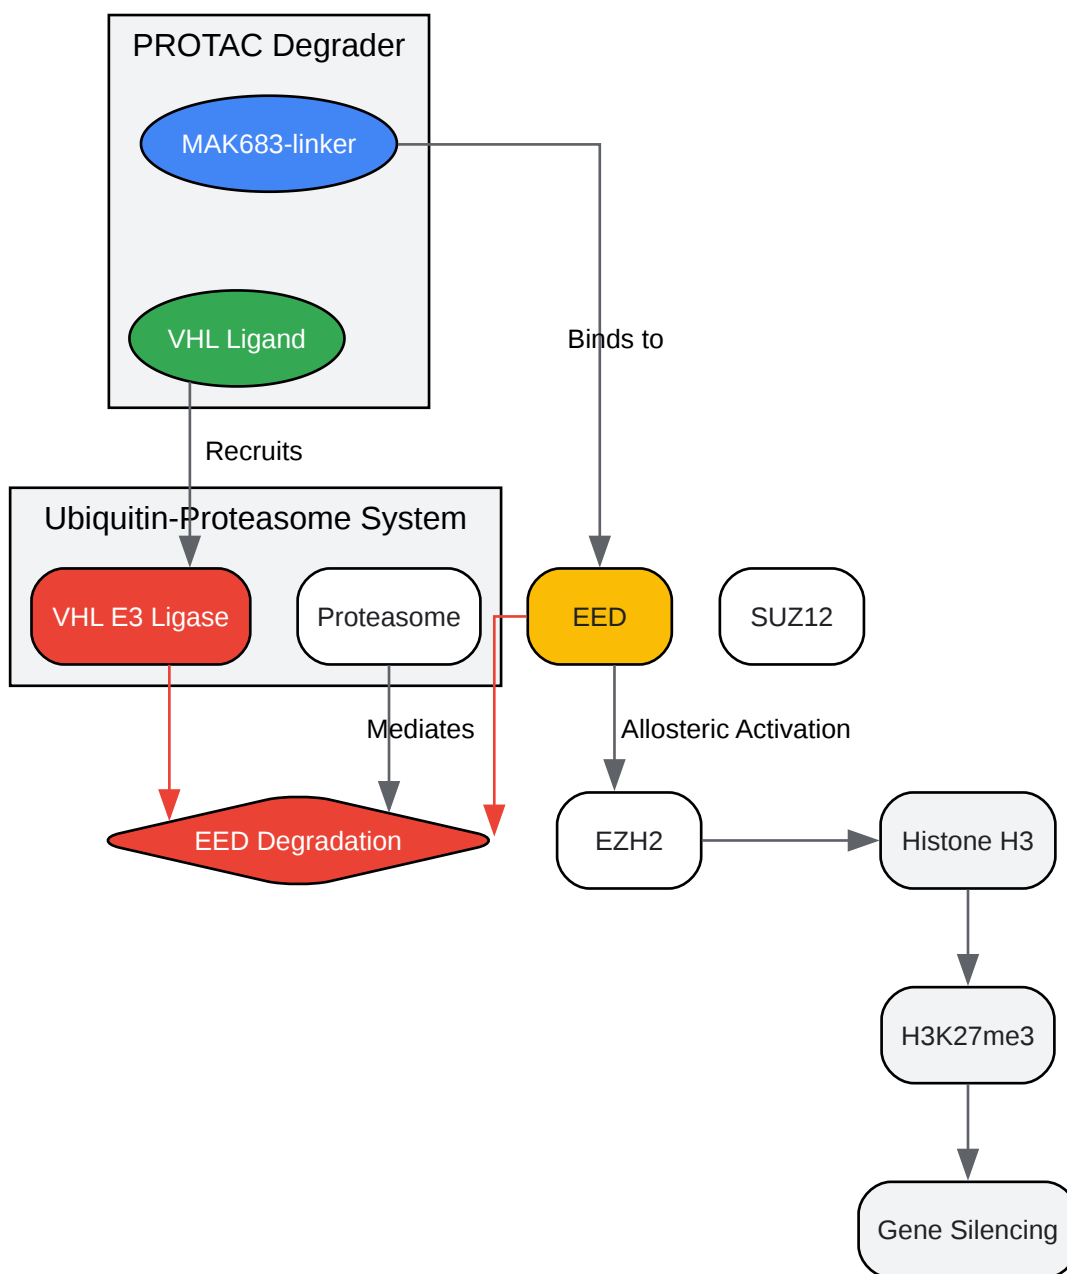 PROTAC Degrader
MAK683-linker
VHL Ligand
Binds to
Recruits
Ubiquitin-Proteasome System
VHL E3 Ligase
Proteasome
EED
SUZ12
Mediates
Allosteric Activation
EED Degradation
EZH2
Histone H3
H3K27me3
Gene Silencing